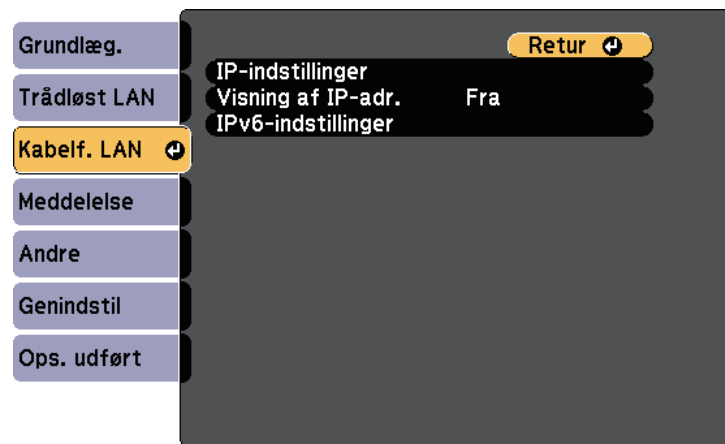 Grundlæg.
Trådløst LAN
Kabelf. LAN
Meddelelse
Andre
Genindstil
Ops. udført
Retur
IP-indstillinger
Visning af IP-adr. Fra
IPv6-indstillinger